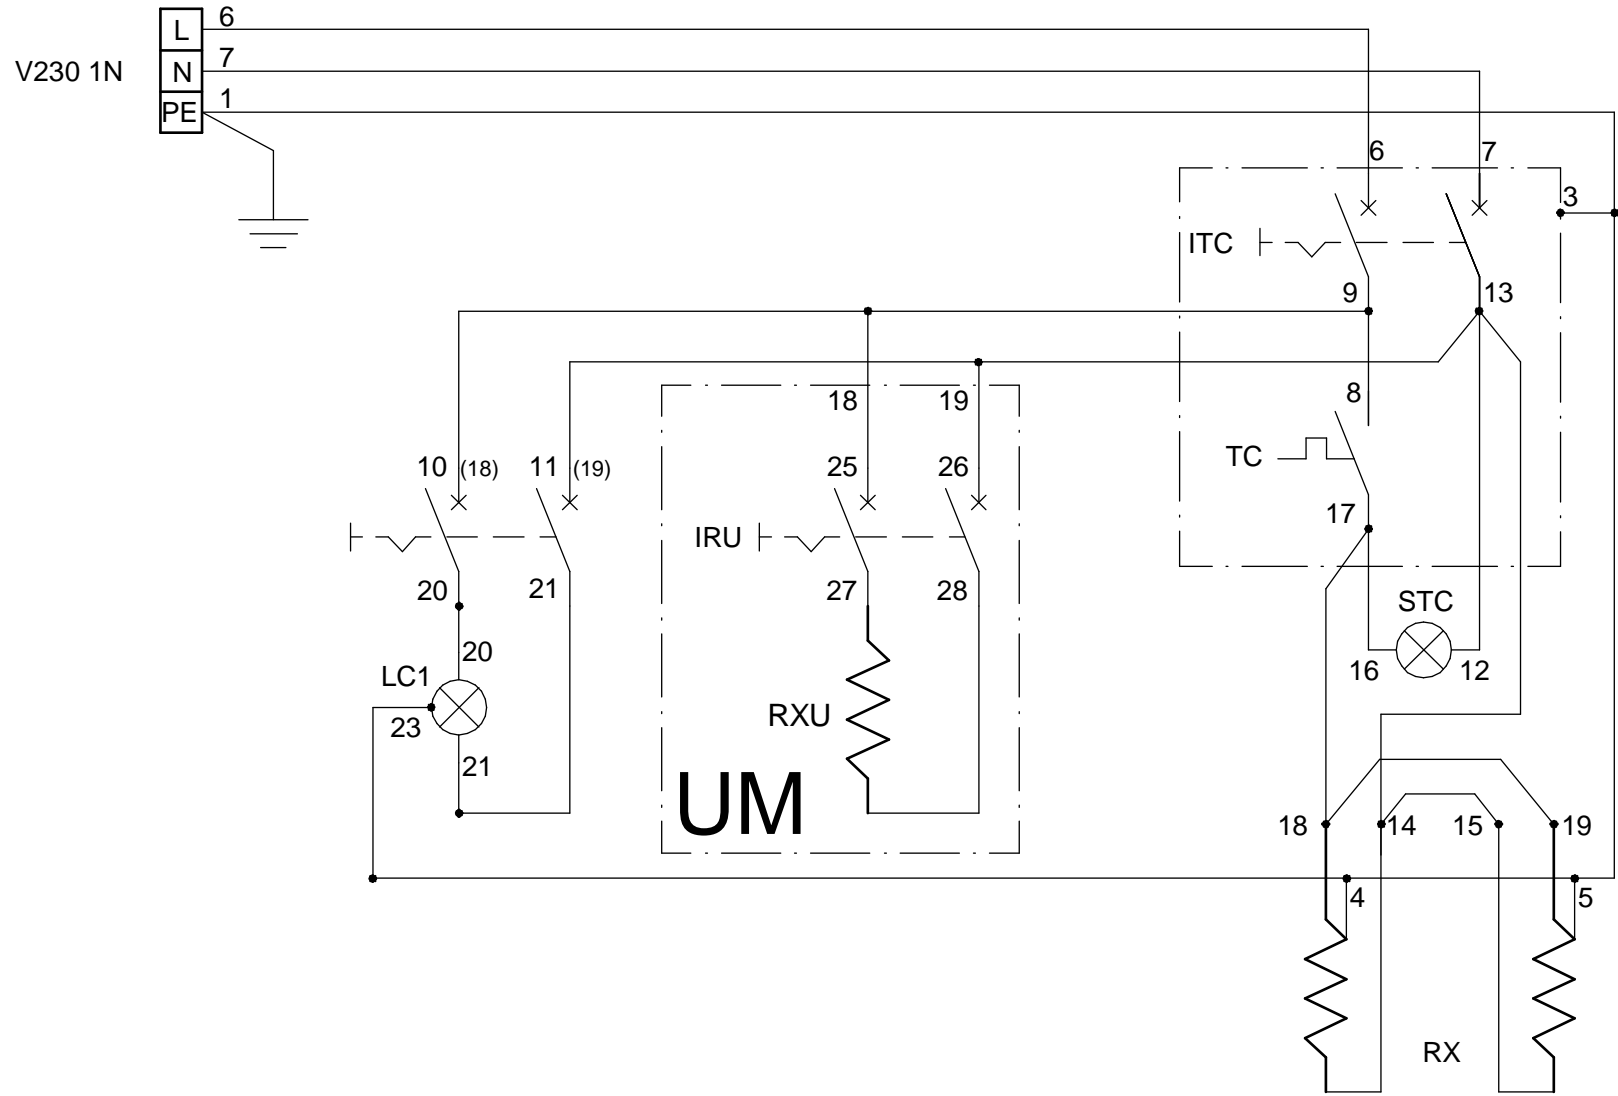 L 6
V230 1N N 7
PE 1
6 7
3
ITC
9 13
18 19 8
10 (18) 11 (19) 25 26 TC
17
IRU
20 21 27 28
STC
20
LC1 16 12
23 RXU
21
UM
18 14 15 19
4 5
RX